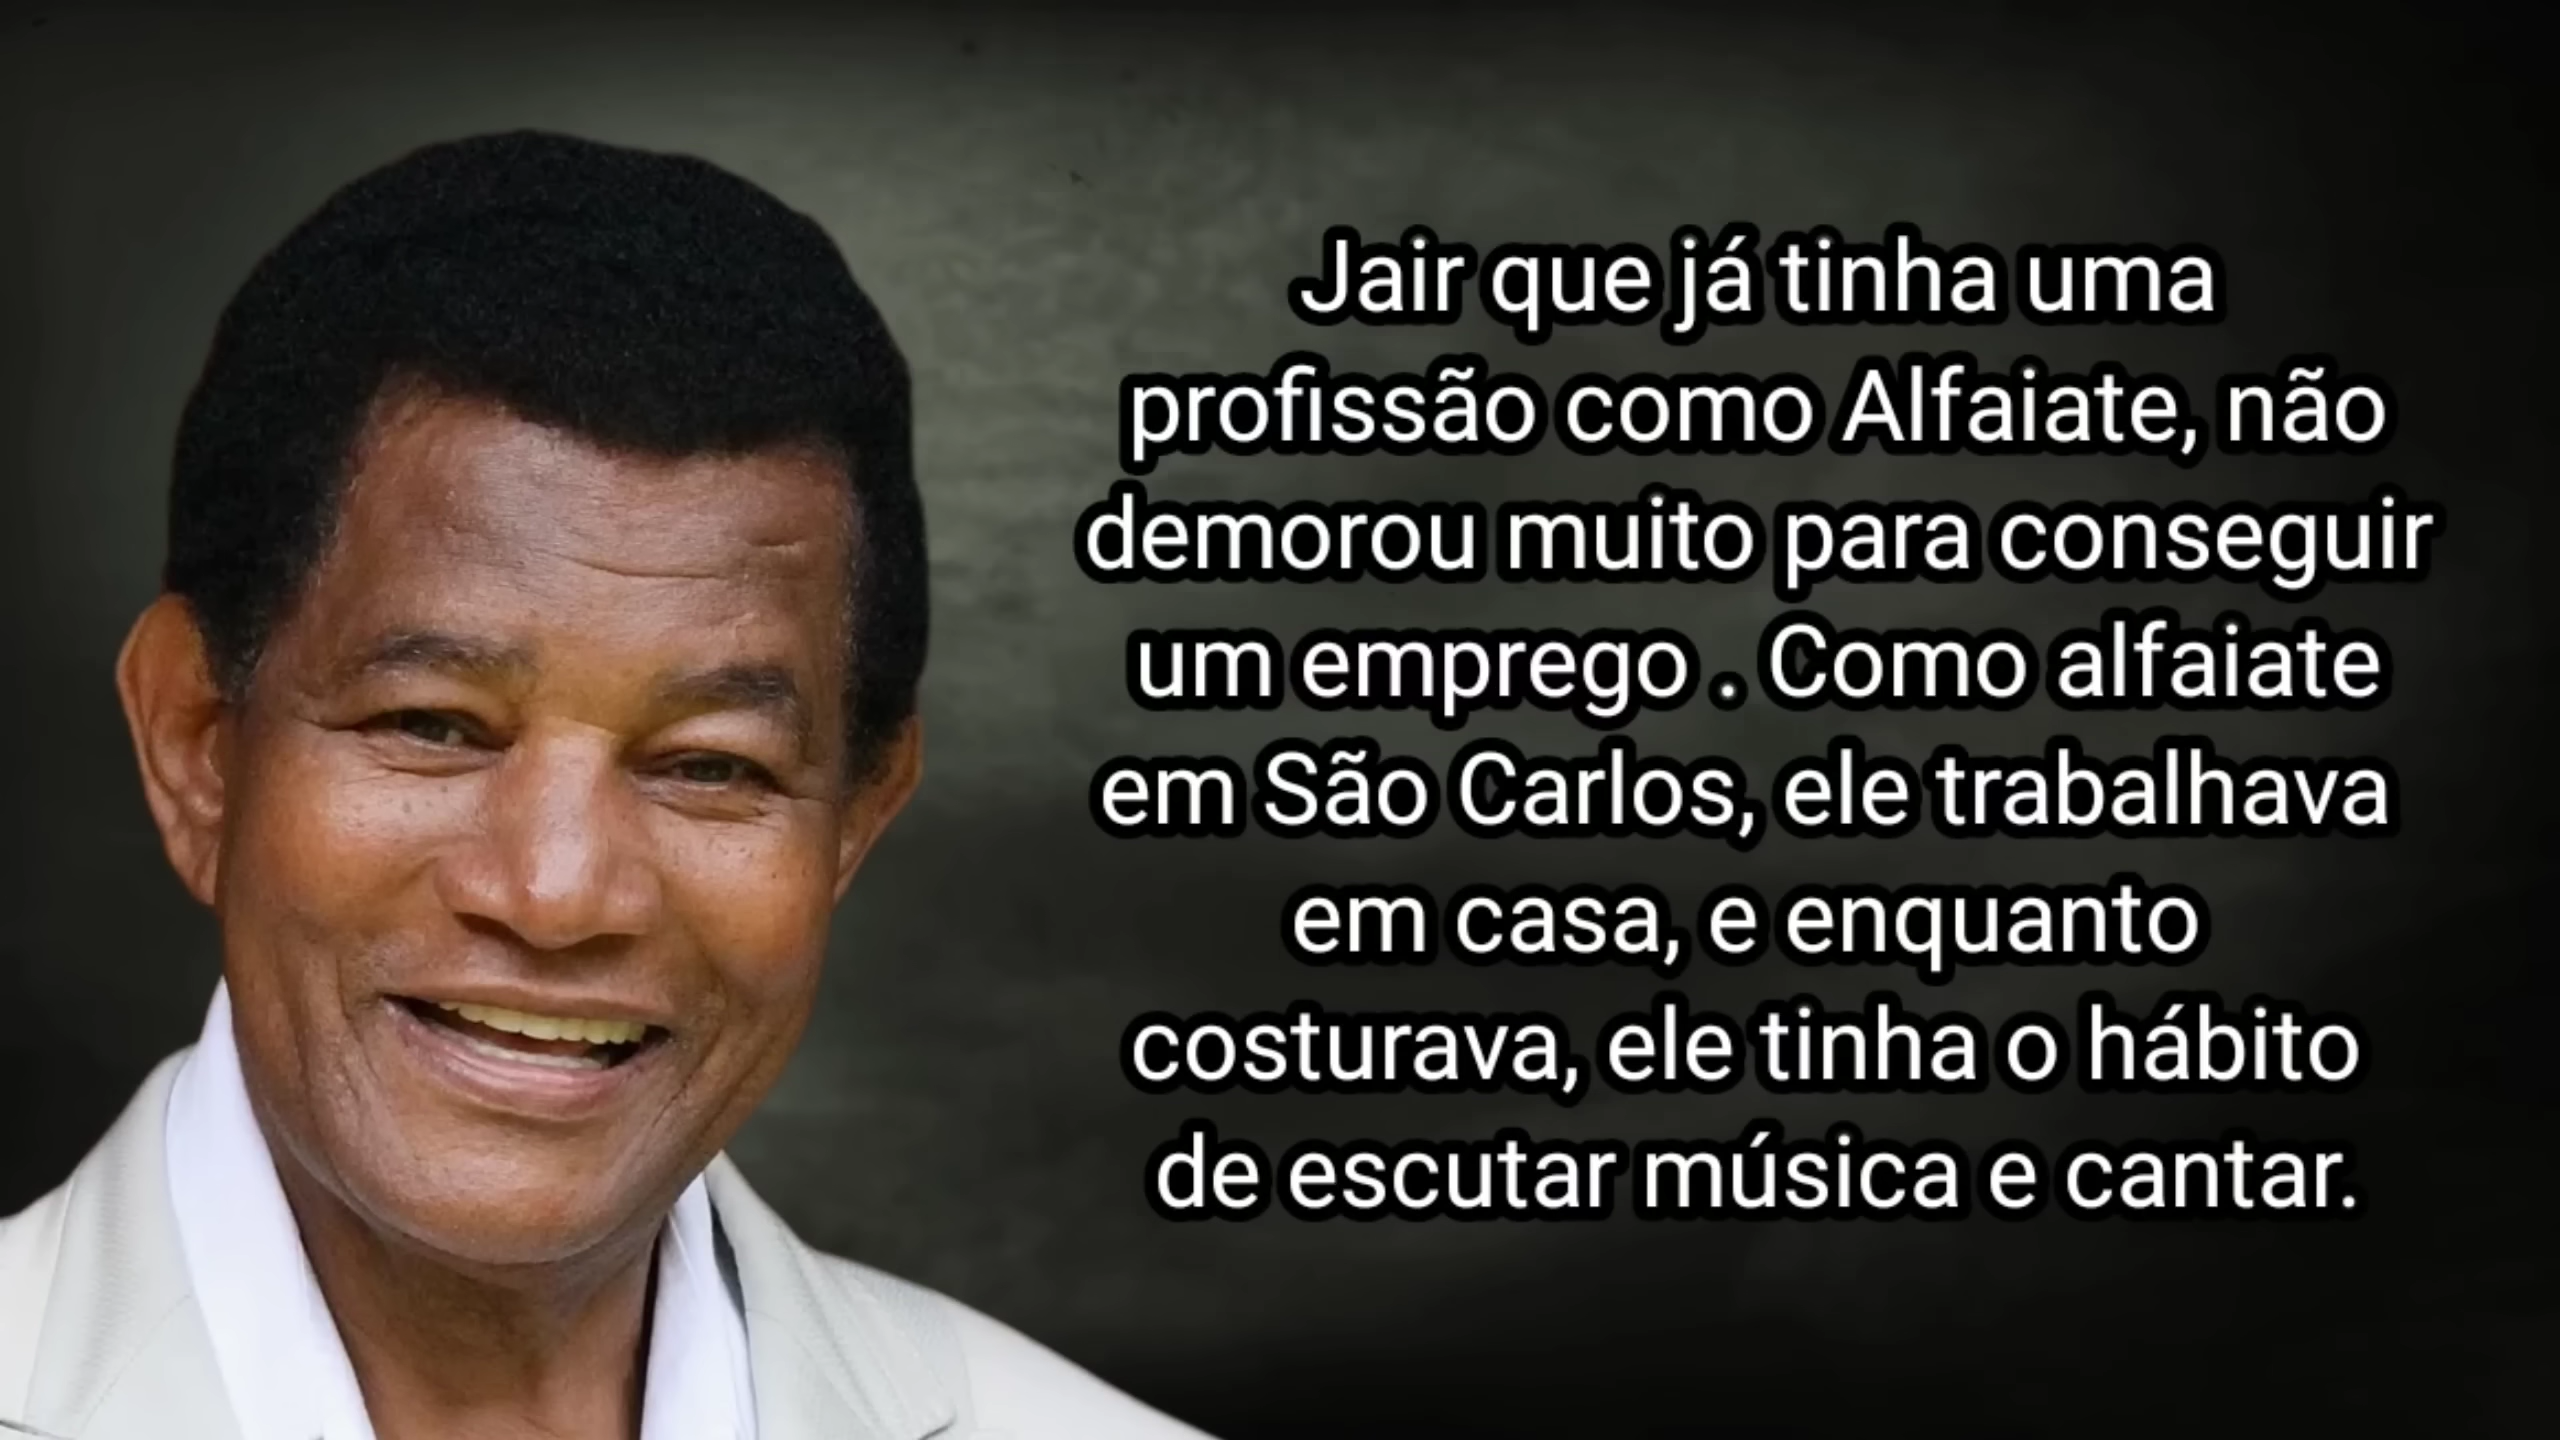 Jair que já tinha uma
profissão como Alfaiate, não
demorou muito para conseguir
um emprego . Como alfaiate
em São Carlos, ele trabalhava
em casa, e enquanto
costurava, ele tinha o hábito
de escutar música e cantar.